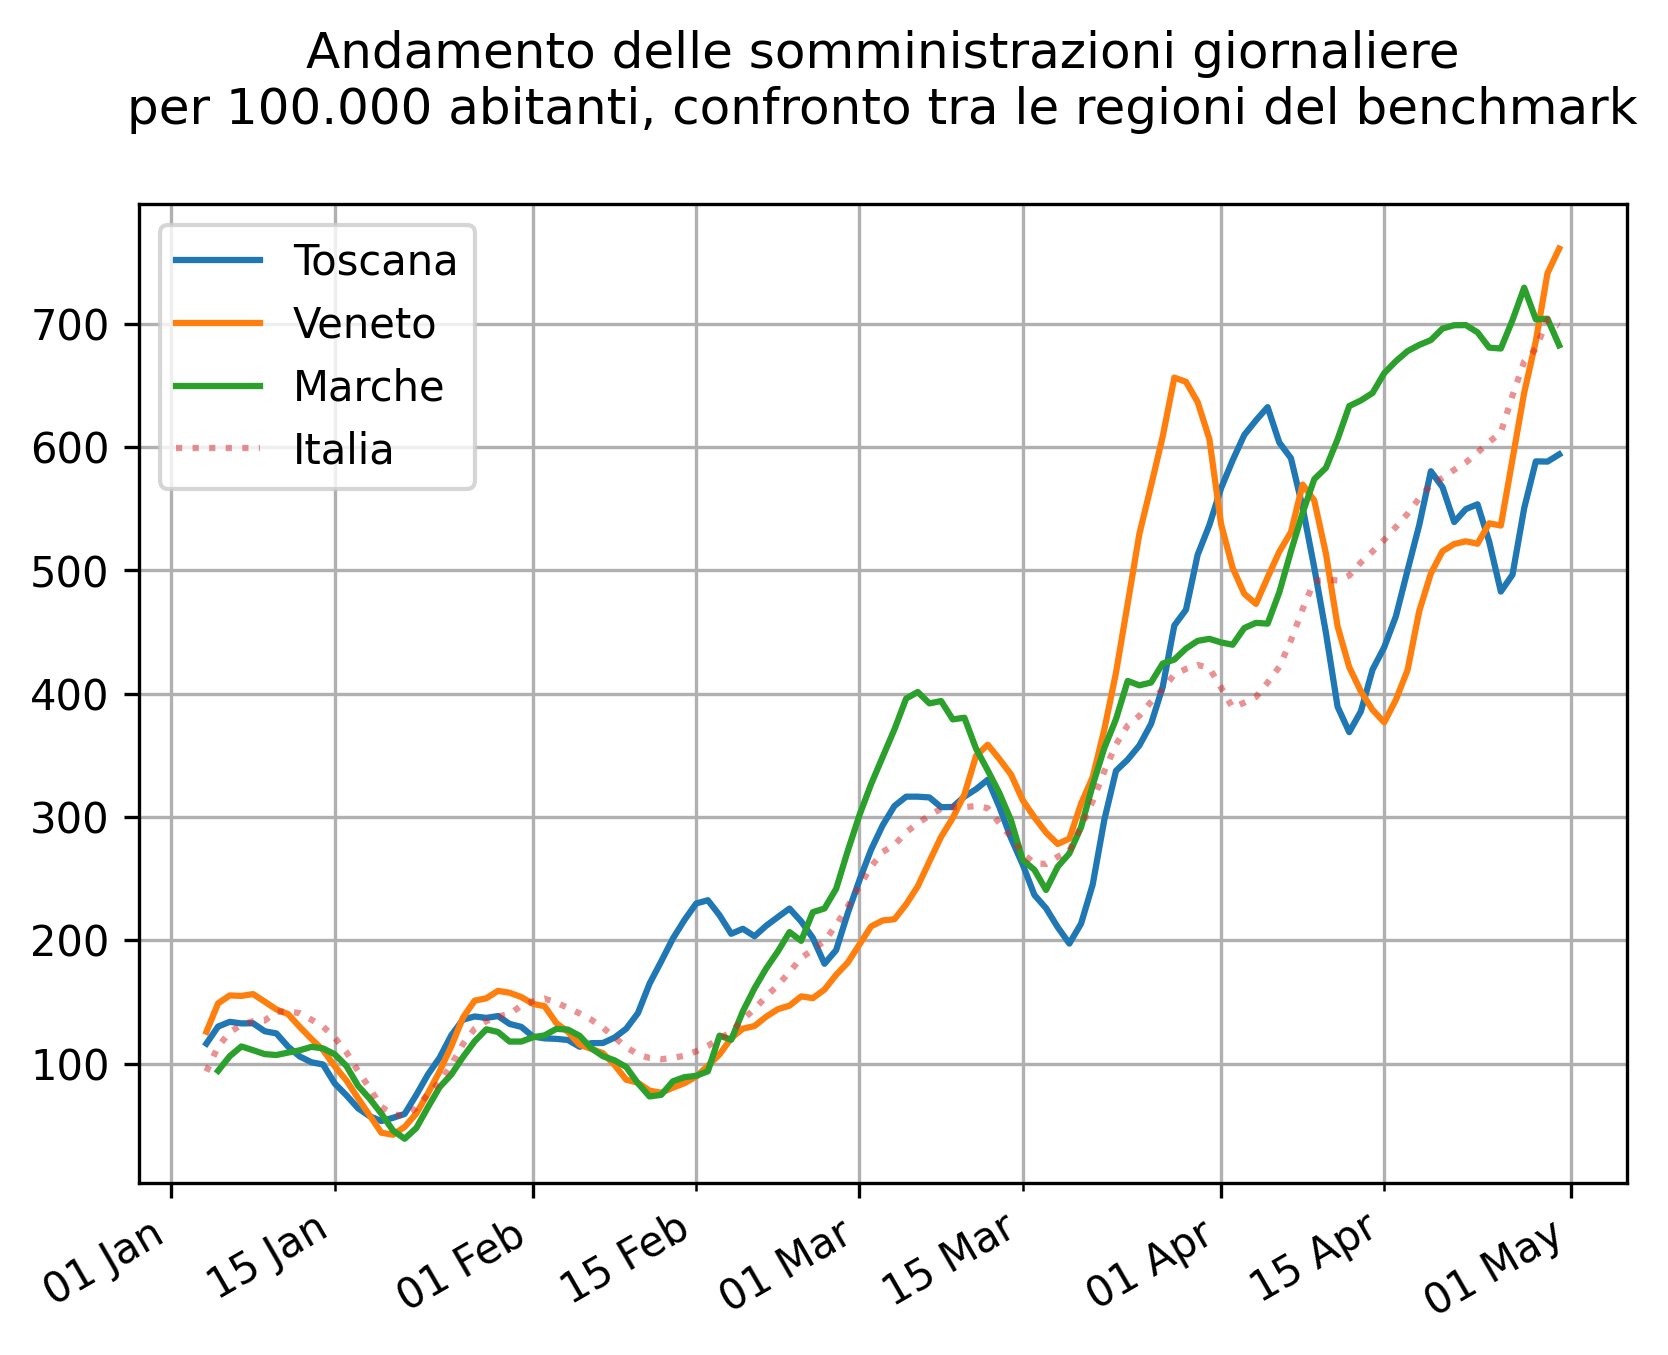 Andamento delle somministrazioni giornaliere
per 100.000 abitanti, confronto tra le regioni del benchmark
Toscana
Veneto
Marche
Italia
700
600
500
400
300
200
100
01 Jan
15 Jan
01 Feb
15 Feb
01 Mar
15 Mar
01 Apr
15 Apr
01 May